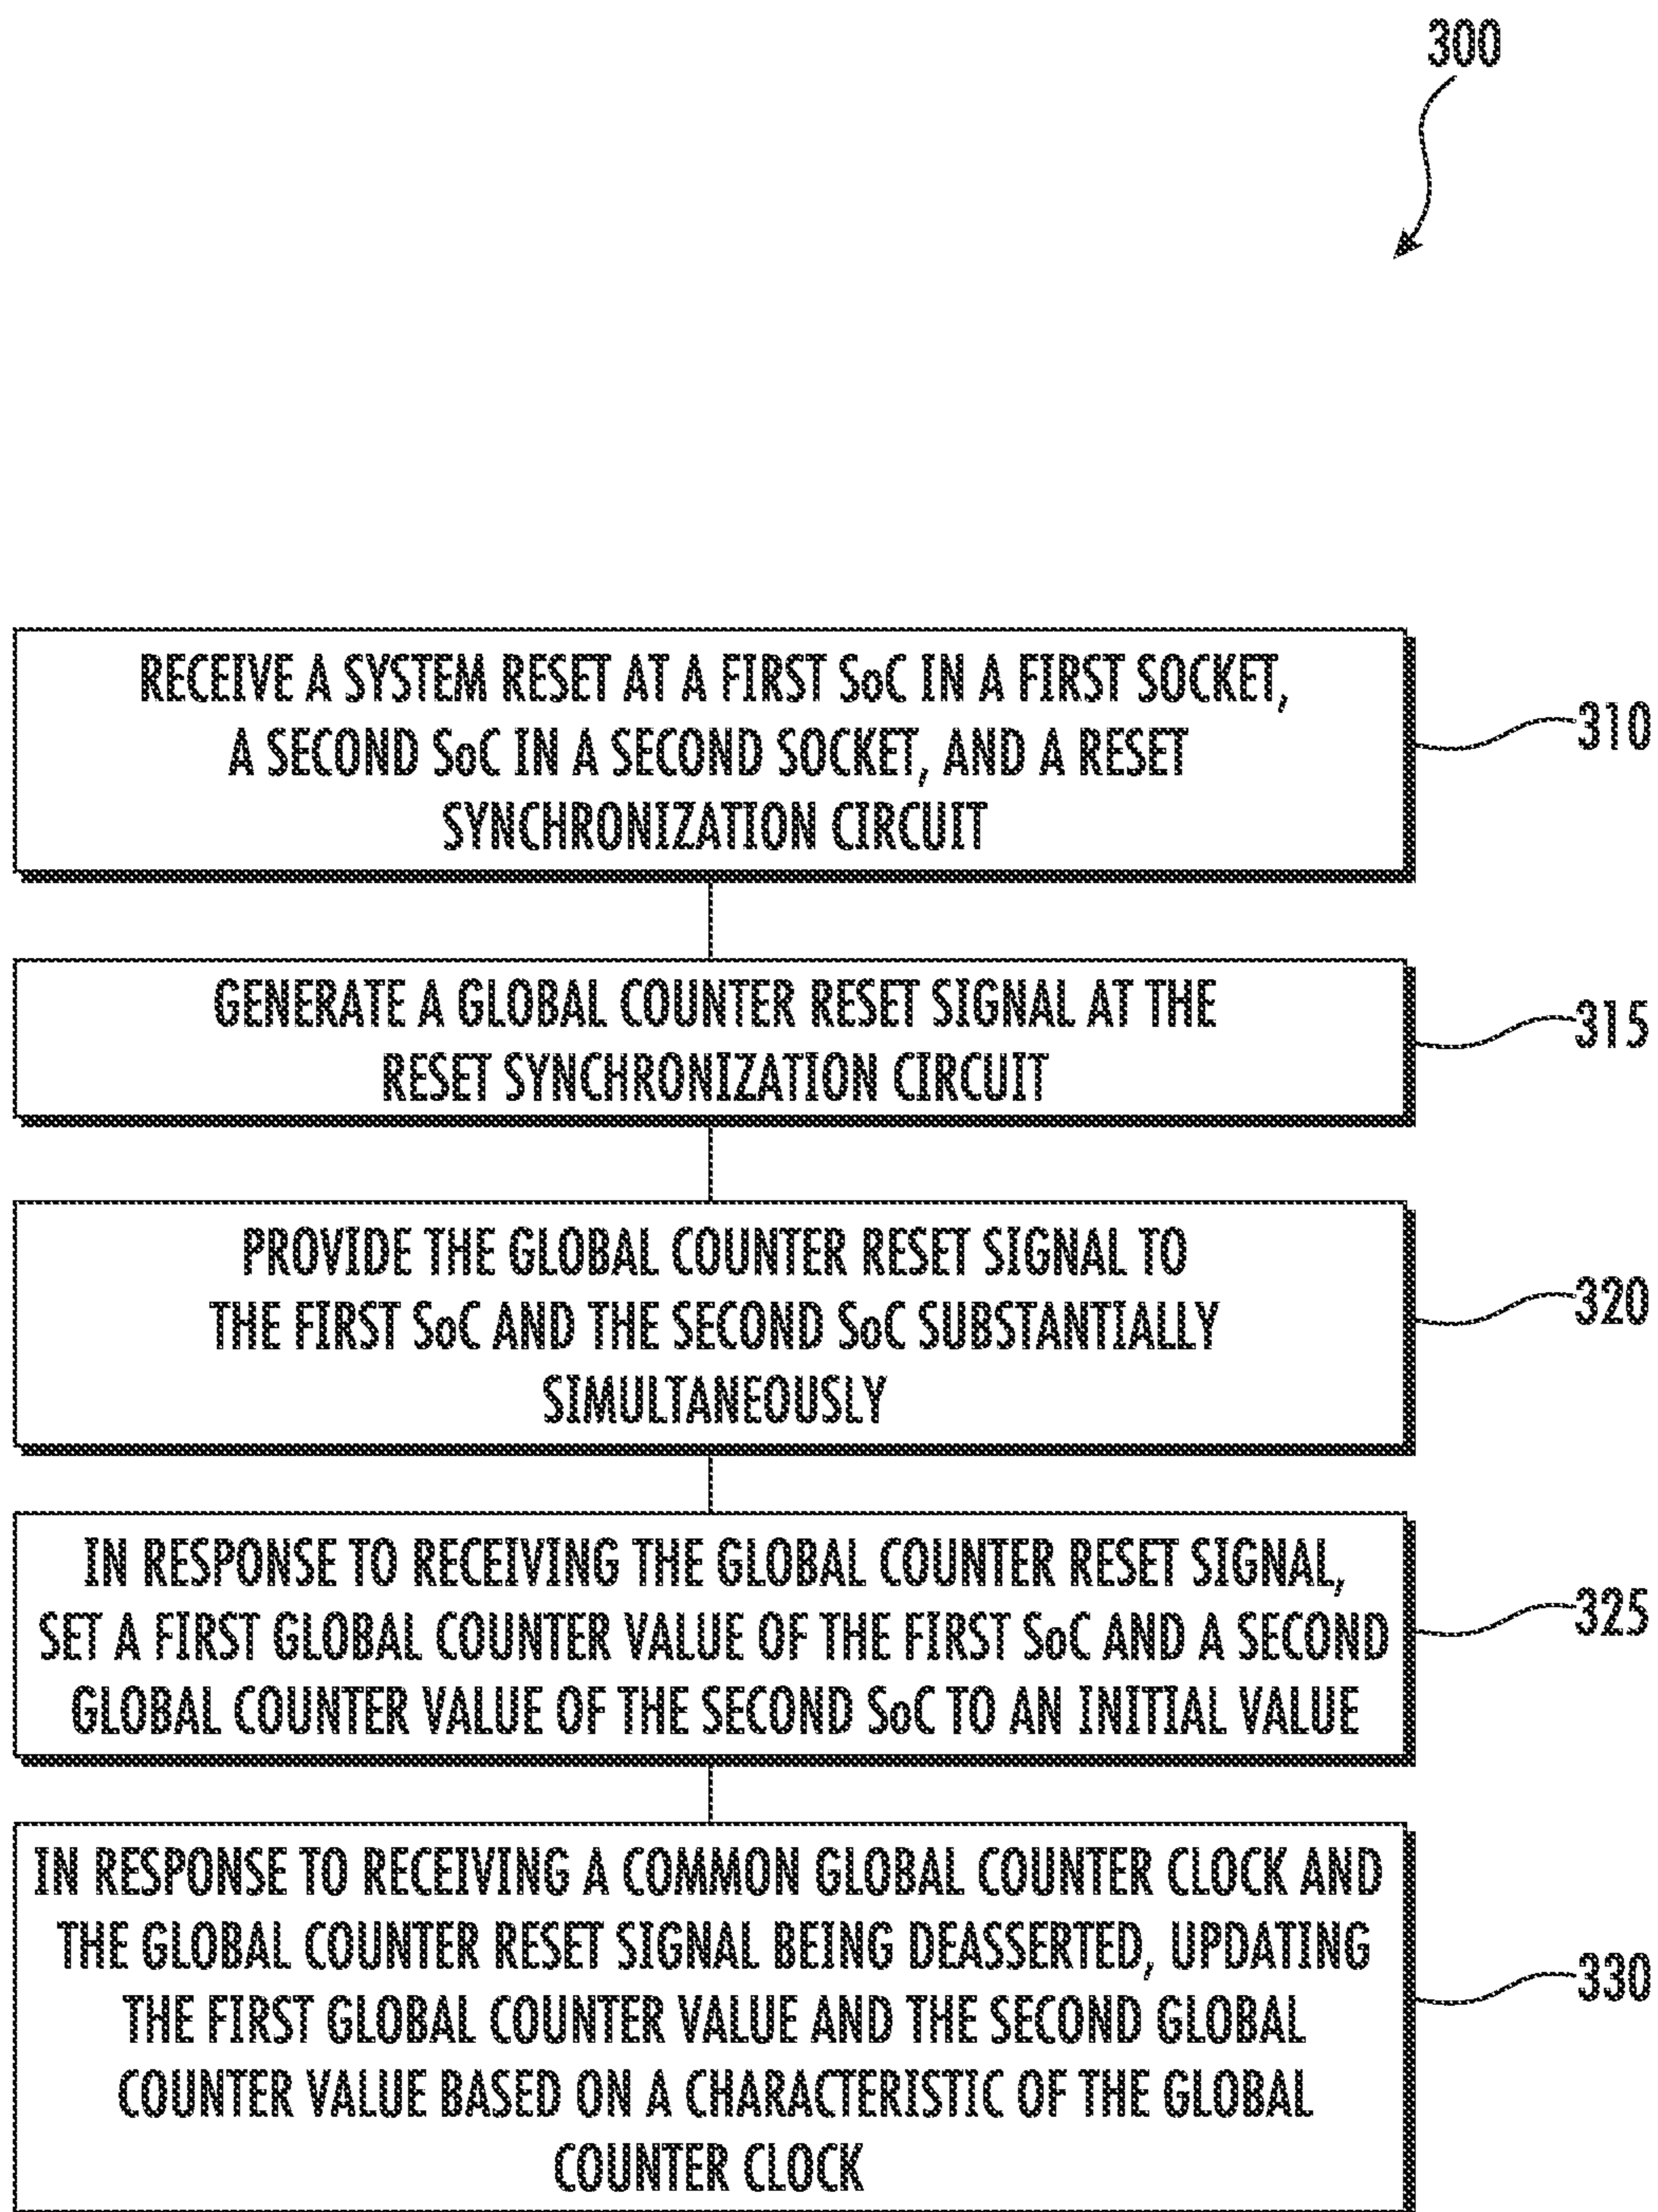 300
RECEIVE A SYSTEM RESET AT A FIRST SoC IN A FIRST SOCKET,
A SECOND SoC IN A SECOND SOCKET, AND A RESET
SYNCHRONIZATION CIRCUIT
310
GENERATE A GLOBAL COUNTER RESET SIGNAL AT THE
RESET SYNCHRONIZATION CIRCUIT
315
PROVIDE THE GLOBAL COUNTER RESET SIGNAL TO
THE FIRST SoC AND THE SECOND SoC SUBSTANTIALLY
SIMULTANEOUSLY
320
IN RESPONSE TO RECEIVING THE GLOBAL COUNTER RESET SIGNAL,
SET A FIRST GLOBAL COUNTER VALUE OF THE FIRST SoC AND A SECOND
GLOBAL COUNTER VALUE OF THE SECOND SoC TO AN INITIAL VALUE
325
IN RESPONSE TO RECEIVING A COMMON GLOBAL COUNTER CLOCK AND
THE GLOBAL COUNTER RESET SIGNAL BEING DEASSERTED, UPDATING
THE FIRST GLOBAL COUNTER VALUE AND THE SECOND GLOBAL
COUNTER VALUE BASED ON A CHARACTERISTIC OF THE GLOBAL
COUNTER CLOCK
330